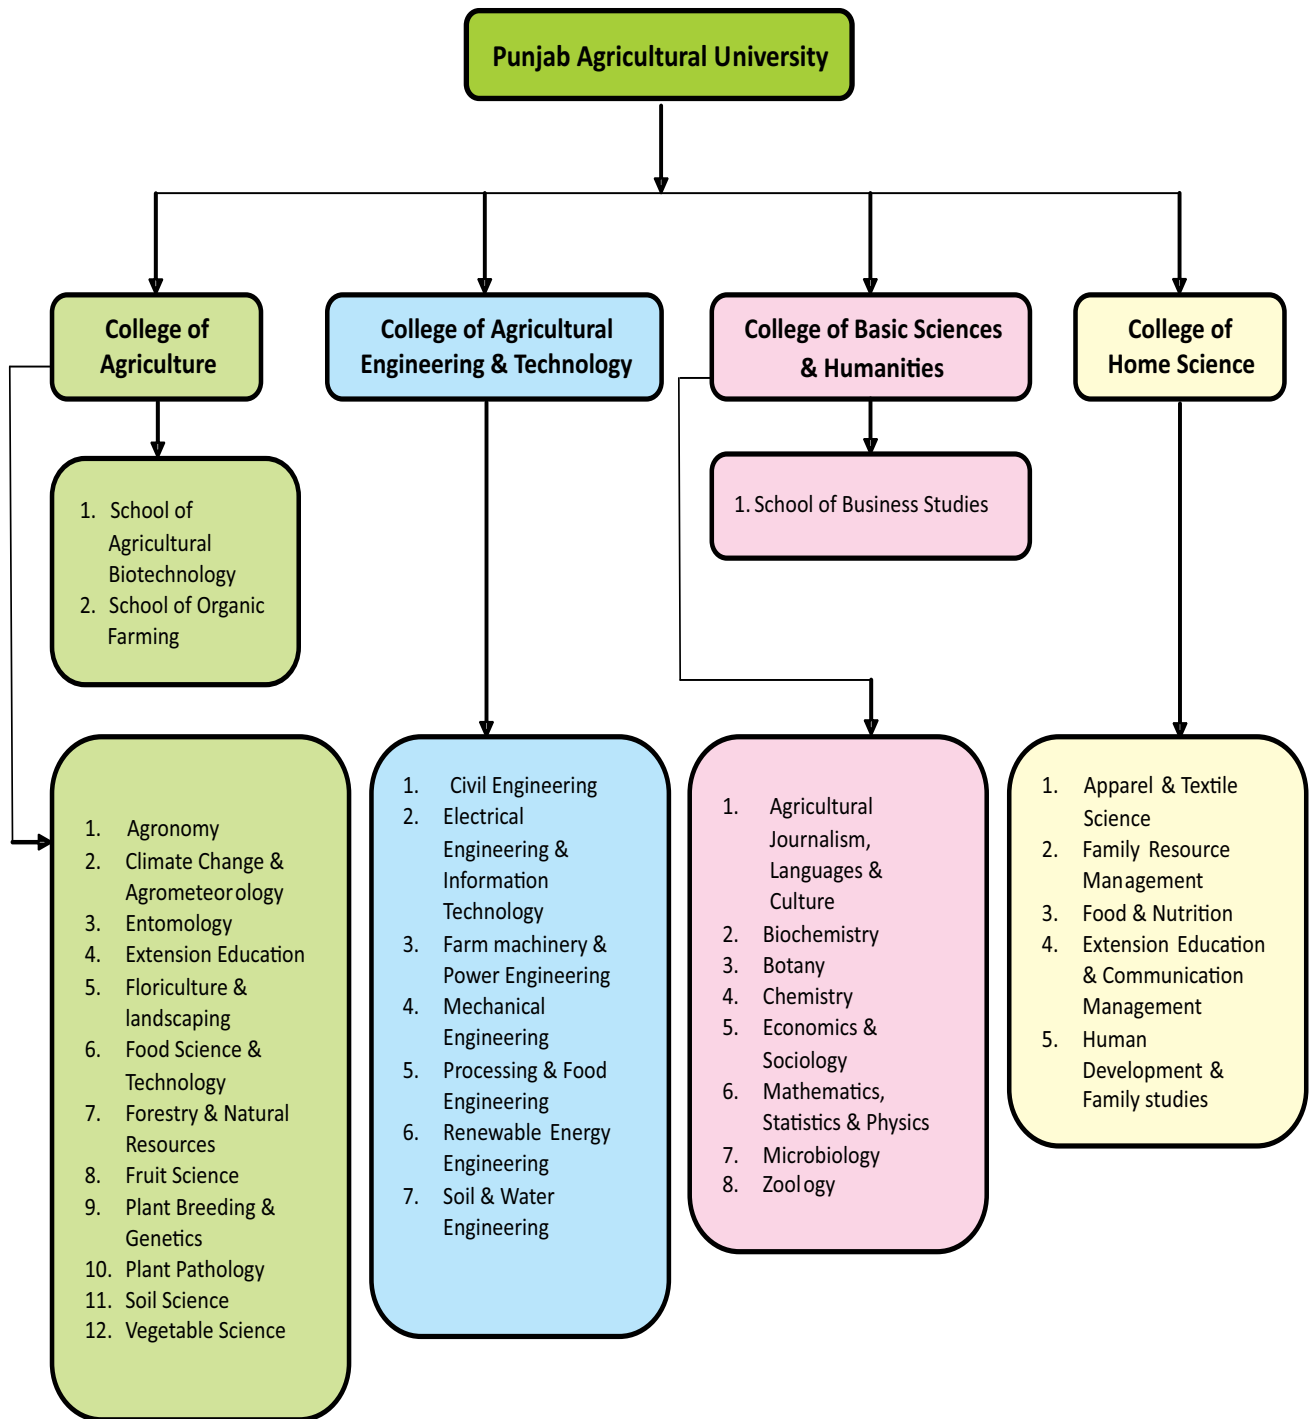 Punjab Agricultural University
College of
Agriculture
College of Agricultural
Engineering & Technology
College of Basic Sciences
& Humanities
College of
Home Science
1. School of
Agricultural
Biotechnology
2. School of Organic
Farming
1. School of Business Studies
1. Agronomy
2. Climate Change &
Agrometeorology
3. Entomology
4. Extension Education
5. Floriculture &
landscaping
6. Food Science &
Technology
7. Forestry & Natural
Resources
8. Fruit Science
9. Plant Breeding &
Genetics
10. Plant Pathology
11. Soil Science
12. Vegetable Science
1. Civil Engineering
2. Electrical
Engineering &
Information
Technology
3. Farm machinery &
Power Engineering
4. Mechanical
Engineering
5. Processing & Food
Engineering
6. Renewable Energy
Engineering
7. Soil & Water
Engineering
1. Agricultural
Journalism,
Languages &
Culture
2. Biochemistry
3. Botany
4. Chemistry
5. Economics &
Sociology
6. Mathematics,
Statistics & Physics
7. Microbiology
8. Zoology
1. Apparel & Textile
Science
2. Family Resource
Management
3. Food & Nutrition
4. Extension Education
& Communication
Management
5. Human
Development &
Family studies